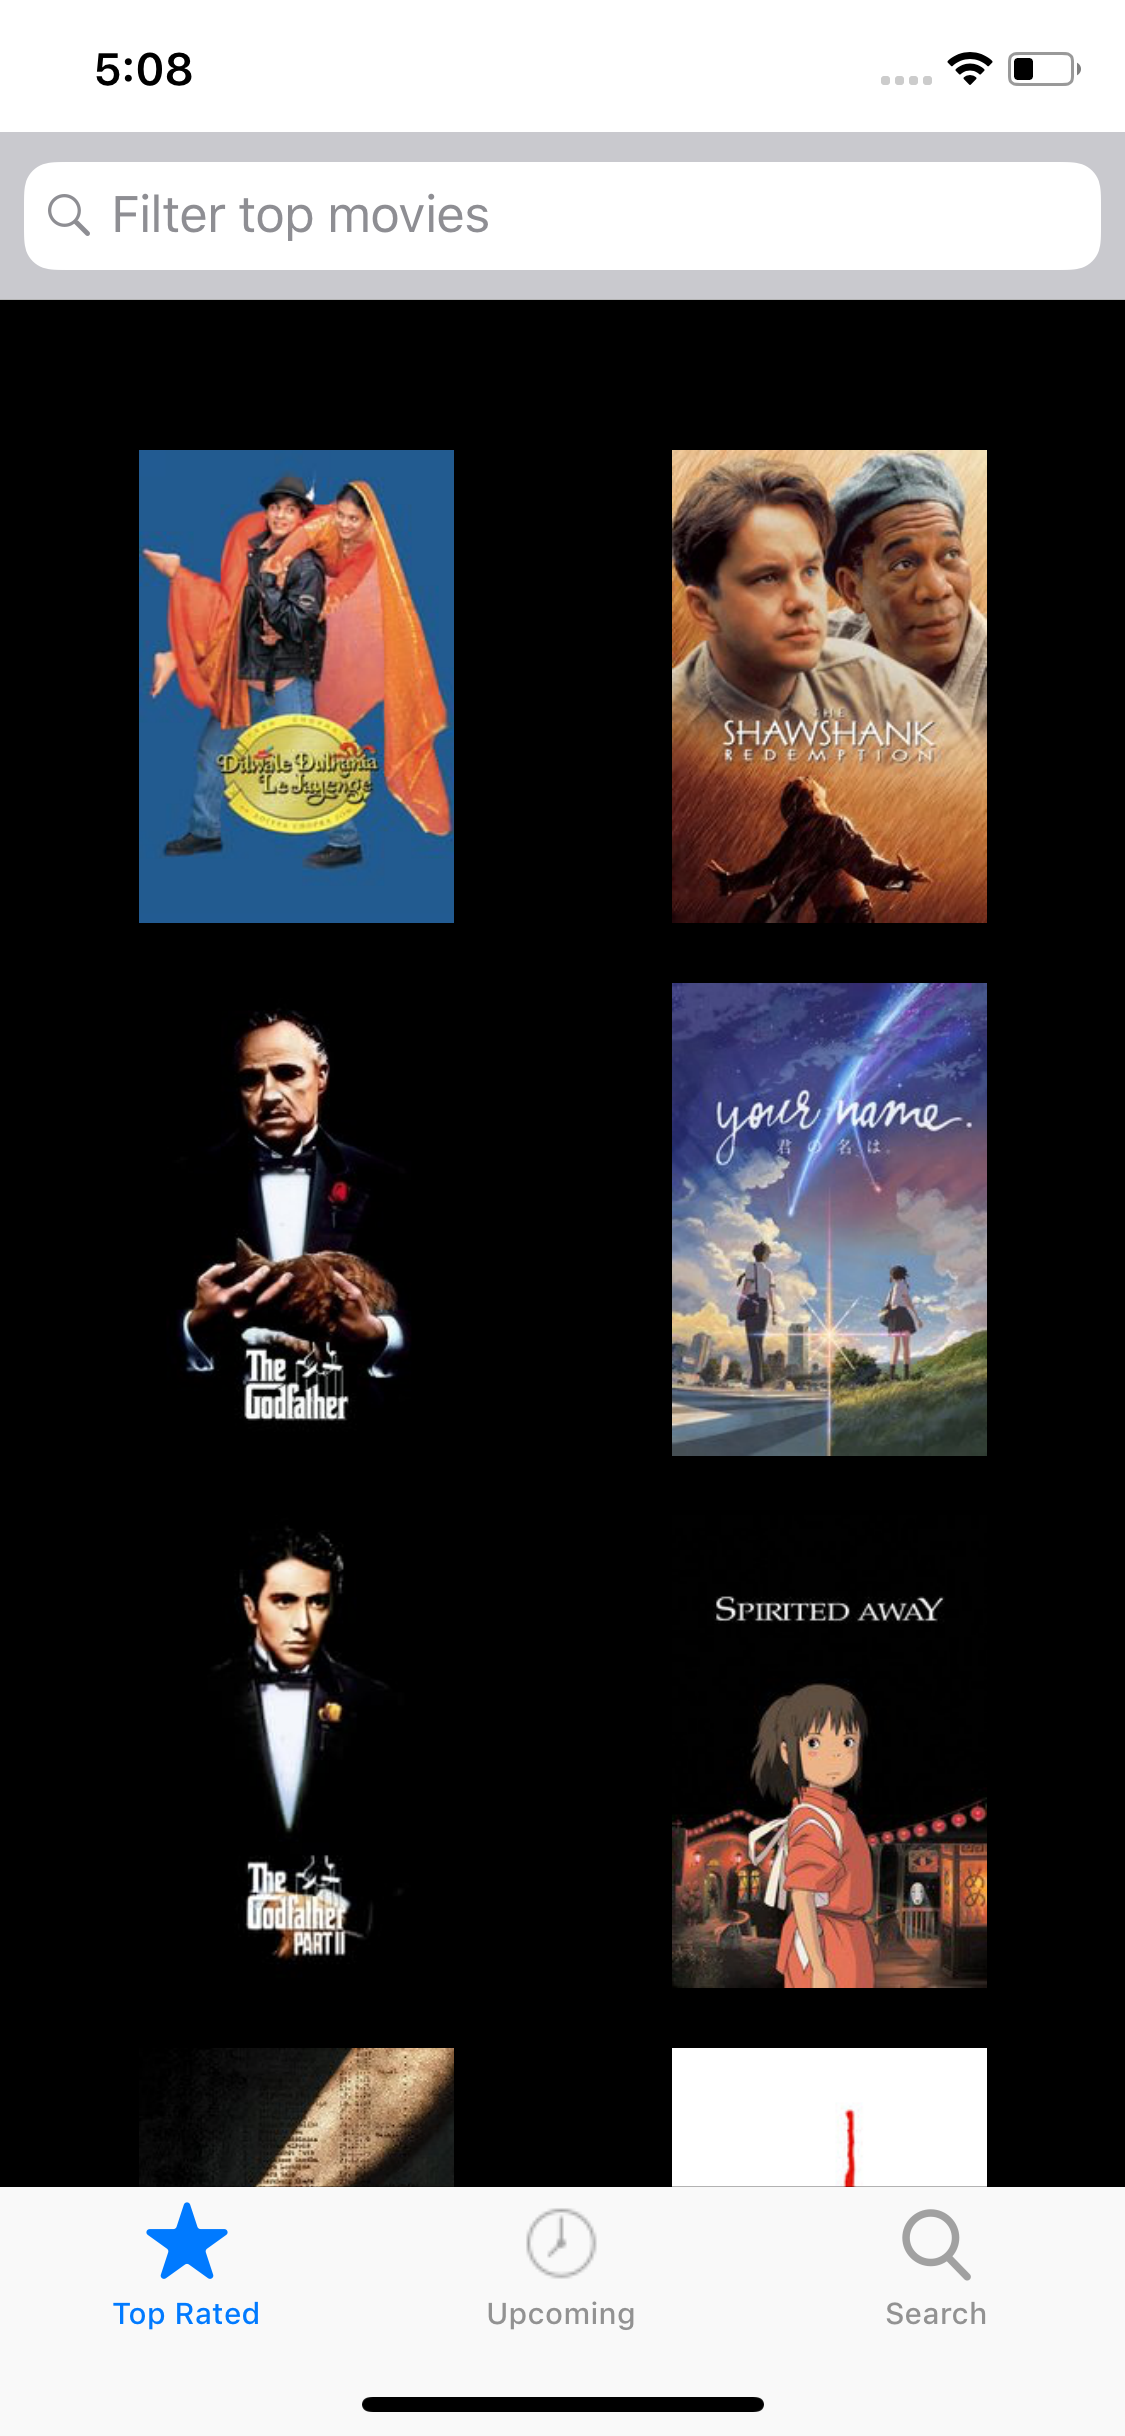 5:08
Filter top movies
Dilwale Dulhania
Le Jayenge
THE
SHAWSHANK
REDEMPTION
The
Godfather
your name.
君の名は。
The
Godfather
PART II
SPIRITED AWAY
Top Rated
Upcoming
Search